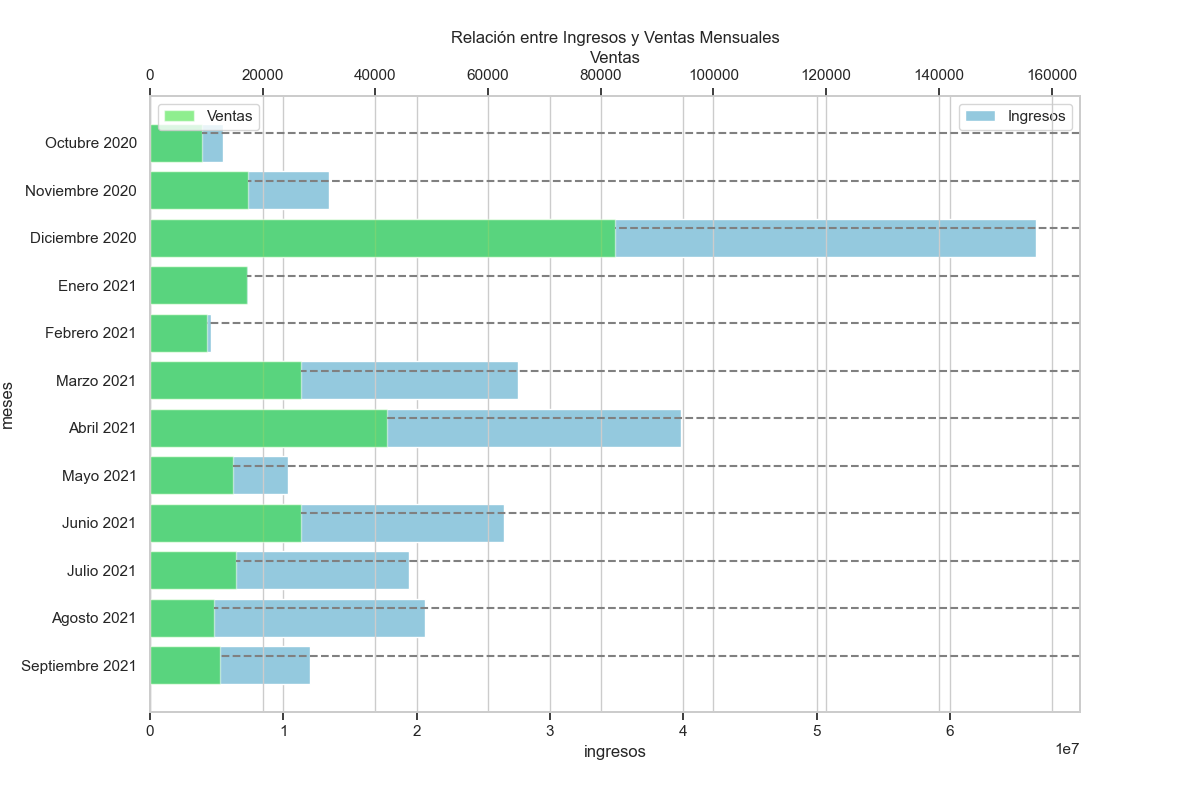 Relación entre Ingresos y Ventas Mensuales
Ventas
0 20000 40000 60000 80000 100000 120000 140000 160000
Ventas
Ingresos
Octubre 2020
Noviembre 2020
Diciembre 2020
Enero 2021
Febrero 2021
Marzo 2021
meses
Abril 2021
Mayo 2021
Junio 2021
Julio 2021
Agosto 2021
Septiembre 2021
0 1 2 3 4 5 6
1e7
ingresos